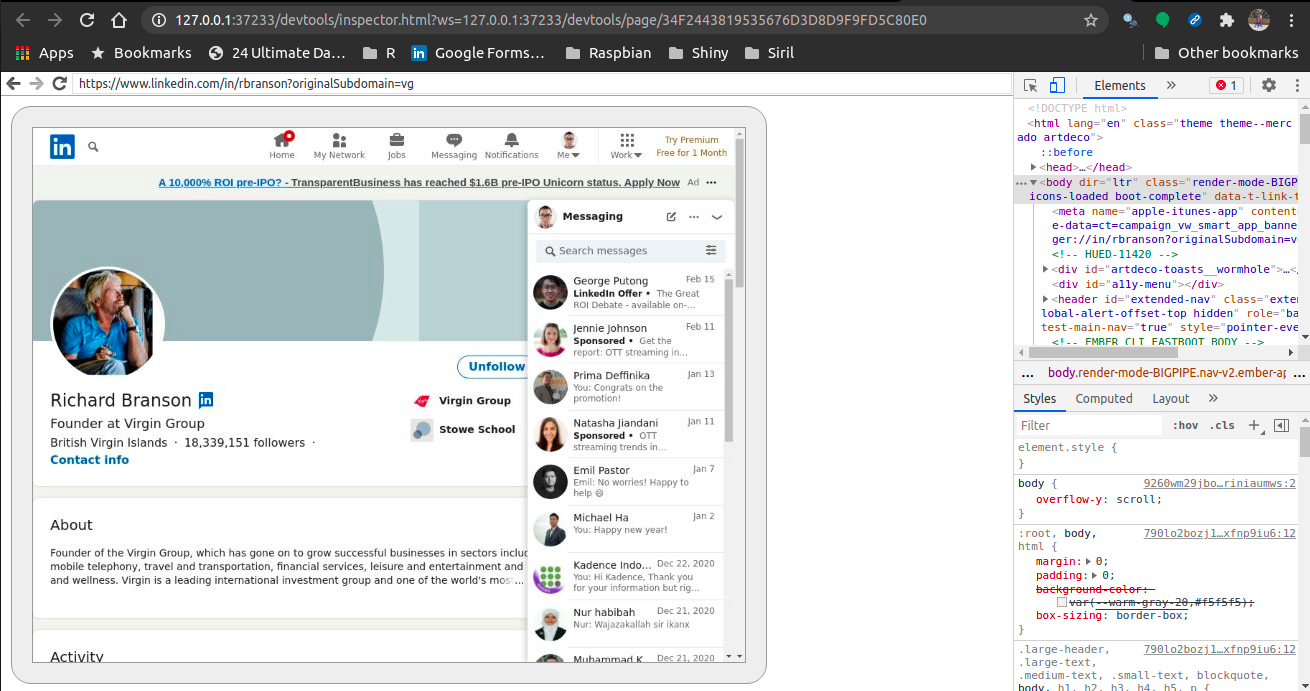 127.0.0.1:37233/devtools/inspector.html?ws=127.0.0.1:37233/devtools/page/34F2443819535676D3D8D9F9FD5C80E0
Apps Bookmarks 24 Ultimate Da… R Google Forms… Raspbian Shiny Siril Other bookmarks
https://www.linkedin.com/in/rbranson?originalSubdomain=vg
in
Home My Network Jobs Messaging Notifications Me Work
Try Premium
Free for 1 Month
A 10,000% ROI pre-IPO? - TransparentBusiness has reached $1.6B pre-IPO Unicorn status. Apply Now Ad ···
Unfollow
Richard Branson in
Founder at Virgin Group
British Virgin Islands · 18,339,151 followers ·
Contact info
Virgin Group
Stowe School
About
Founder of the Virgin Group, which has gone on to grow successful businesses in sectors inclu
mobile telephony, travel and transportation, financial services, leisure and entertainment and
and wellness. Virgin is a leading international investment group and one of the world's most...
Activity
Messaging
Search messages
George Putong Feb 15
LinkedIn Offer • The Great
ROI Debate - available on-…
Jennie Johnson Feb 11
Sponsored • Get the
report: OTT streaming in…
Prima Deffinika Jan 13
You: Congrats on the
promotion!
Natasha Jiandani Jan 11
Sponsored • OTT
streaming trends in…
Emil Pastor Jan 7
Emil: No worries! Happy to
help 😄
Michael Ha Jan 2
You: Happy new year!
Kadence Indo… Dec 22, 2020
You: Hi Kadence, Thank you
for your information but rig…
Nur habibah Dec 21, 2020
Nur: Wajazakallah sir ikanx
Muhammad K Dec 21, 2020
Elements » 1
<!DOCTYPE html>
<html lang="en" class="theme theme--merc
ado artdeco">
::before
<head>…</head>
<body dir="ltr" class="render-mode-BIGP
icons-loaded boot-complete" data-t-link-t
<meta name="apple-itunes-app" content
e-data=ct=campaign_vw_smart_app_banne
ger://in/rbranson?originalSubdomain=v
<!-- HUED-11420 -->
<div id="artdeco-toasts__wormhole">…</
<div id="a11y-menu"></div>
<header id="extended-nav" class="exten
lobal-alert-offset-top hidden" role="ba
test-main-nav="true" style="pointer-eve
<!-- EMBER CLI FASTBOOT BODY -->
... body.render-mode-BIGPIPE.nav-v2.ember-ap ...
Styles Computed Layout »
Filter :hov .cls +
element.style {
}
body { 9260wm29jbo…riniaumws:2
overflow-y: scroll;
}
:root, body, 790lo2bozj1…xfnp9iu6:12
html {
margin: 0;
padding: 0;
background-color:
var(--warm-gray-20,#f5f5f5);
box-sizing: border-box;
}
.large-header, 790lo2bozj1…xfnp9iu6:12
.large-text,
.medium-text, .small-text, blockquote,
body, h1, h2, h3, h4, h5, p {